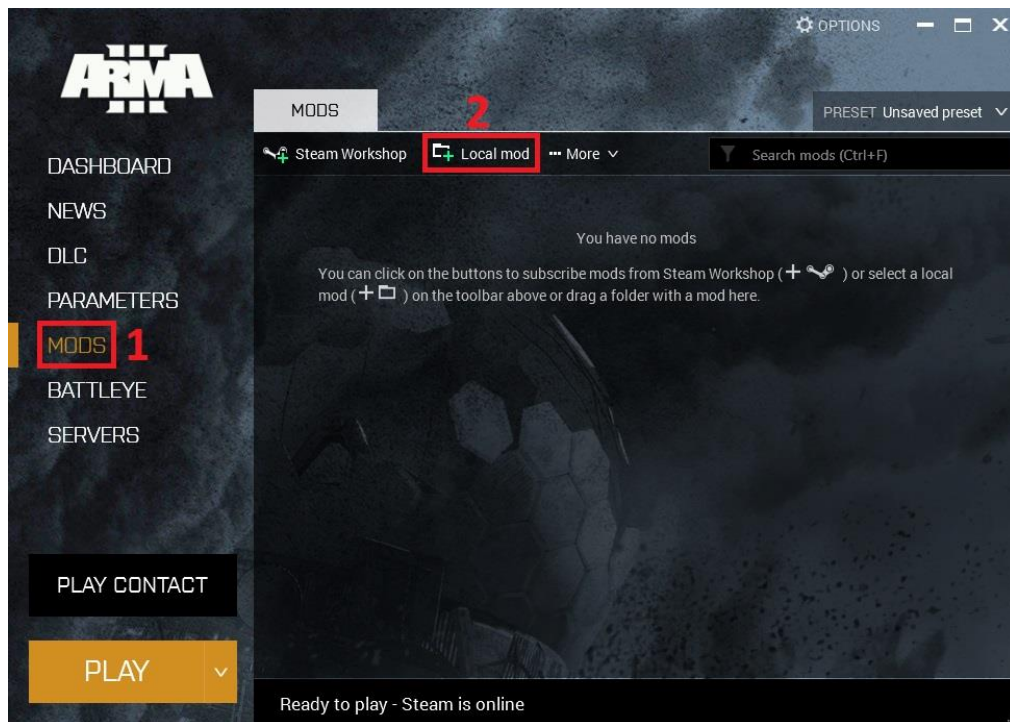 OPTIONS
ARMA
III
MODS
2
PRESET Unsaved preset
Steam Workshop
Local mod
More
Search mods (Ctrl+F)
DASHBOARD
NEWS
DLC
PARAMETERS
MODS 1
BATTLEYE
SERVERS
You have no mods
You can click on the buttons to subscribe mods from Steam Workshop ( + ) or select a local
mod ( + ) on the toolbar above or drag a folder with a mod here.
PLAY CONTACT
PLAY
Ready to play - Steam is online